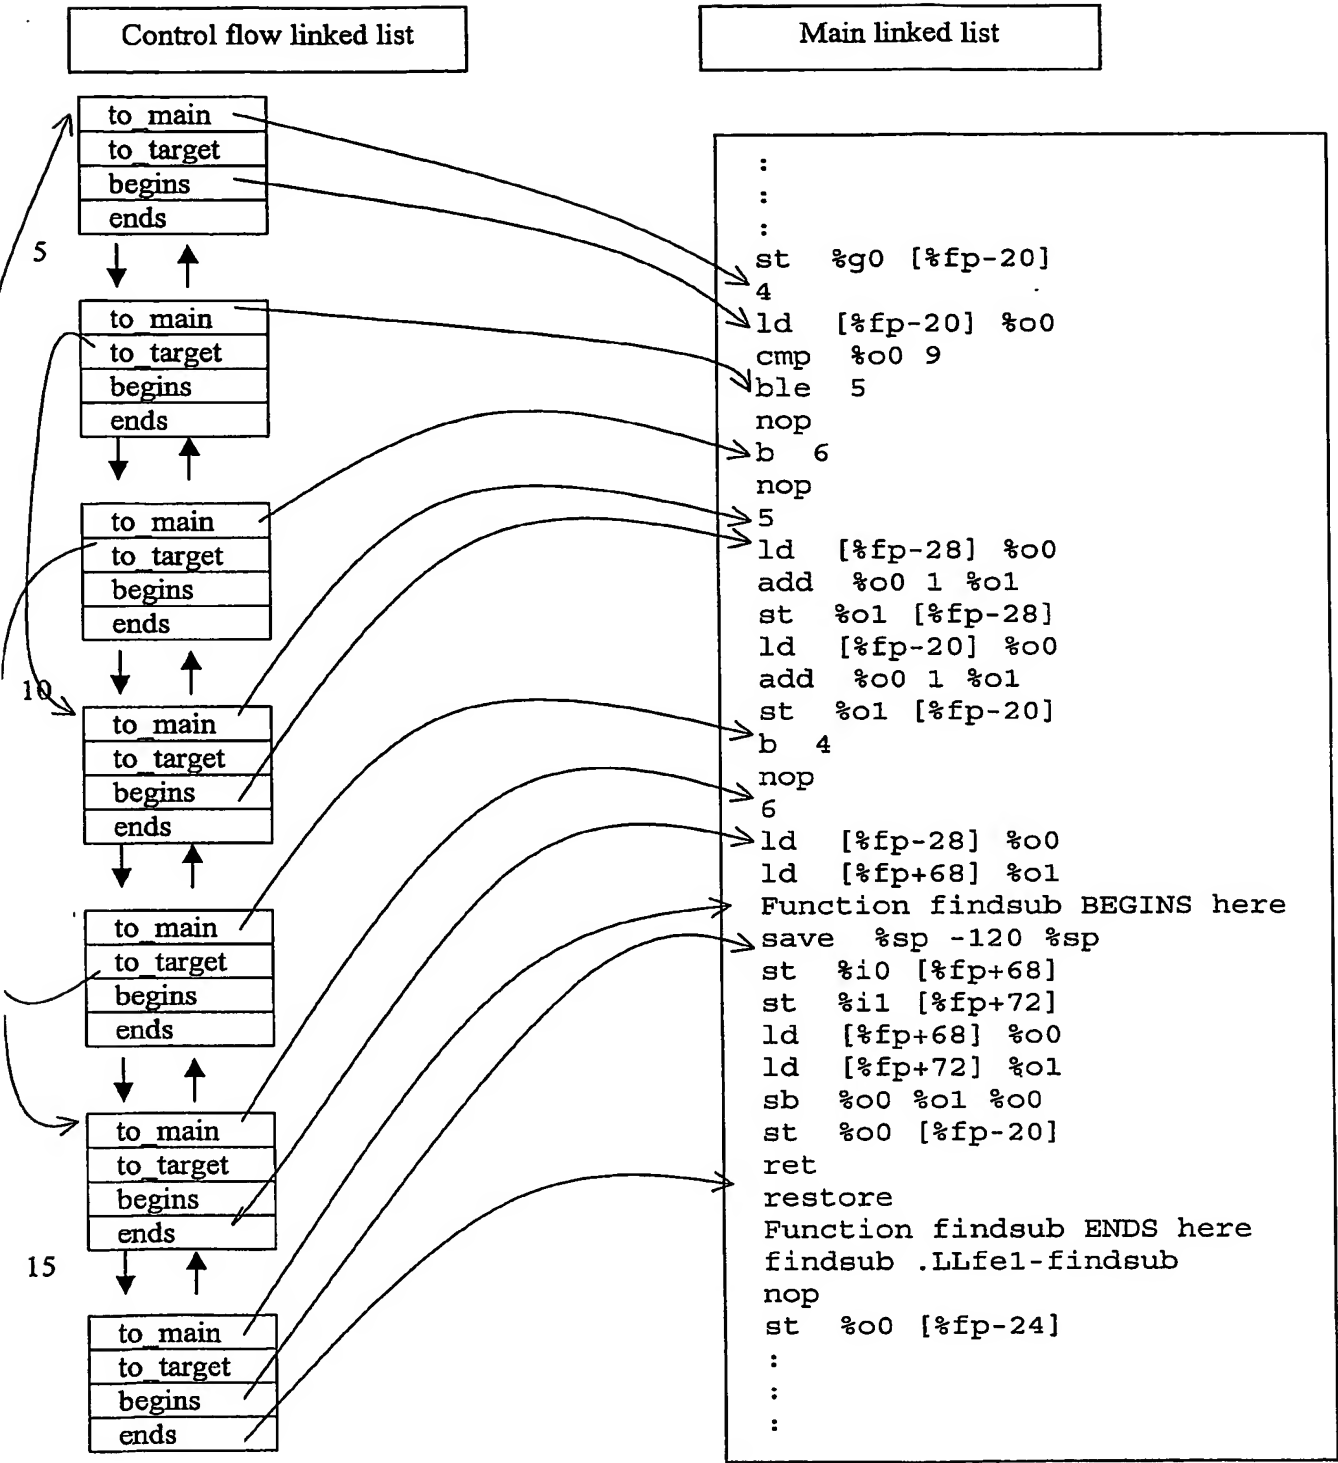 Control flow linked list
Main linked list
to_main
to_target
begins
ends
5
to_main
to_target
begins
ends
to_main
to_target
begins
ends
10
to_main
to_target
begins
ends
to_main
to_target
begins
ends
to_main
to_target
begins
ends
15
to_main
to_target
begins
ends
:
:
:
st %g0 [%fp-20]
4
ld [%fp-20] %o0
cmp %o0 9
ble 5
nop
b 6
nop
5
ld [%fp-28] %o0
add %o0 1 %o1
st %o1 [%fp-28]
ld [%fp-20] %o0
add %o0 1 %o1
st %o1 [%fp-20]
b 4
nop
6
ld [%fp-28] %o0
ld [%fp+68] %o1
Function findsub BEGINS here
save %sp -120 %sp
st %i0 [%fp+68]
st %i1 [%fp+72]
ld [%fp+68] %o0
ld [%fp+72] %o1
sb %o0 %o1 %o0
st %o0 [%fp-20]
ret
restore
Function findsub ENDS here
findsub .LLfe1-findsub
nop
st %o0 [%fp-24]
:
:
: